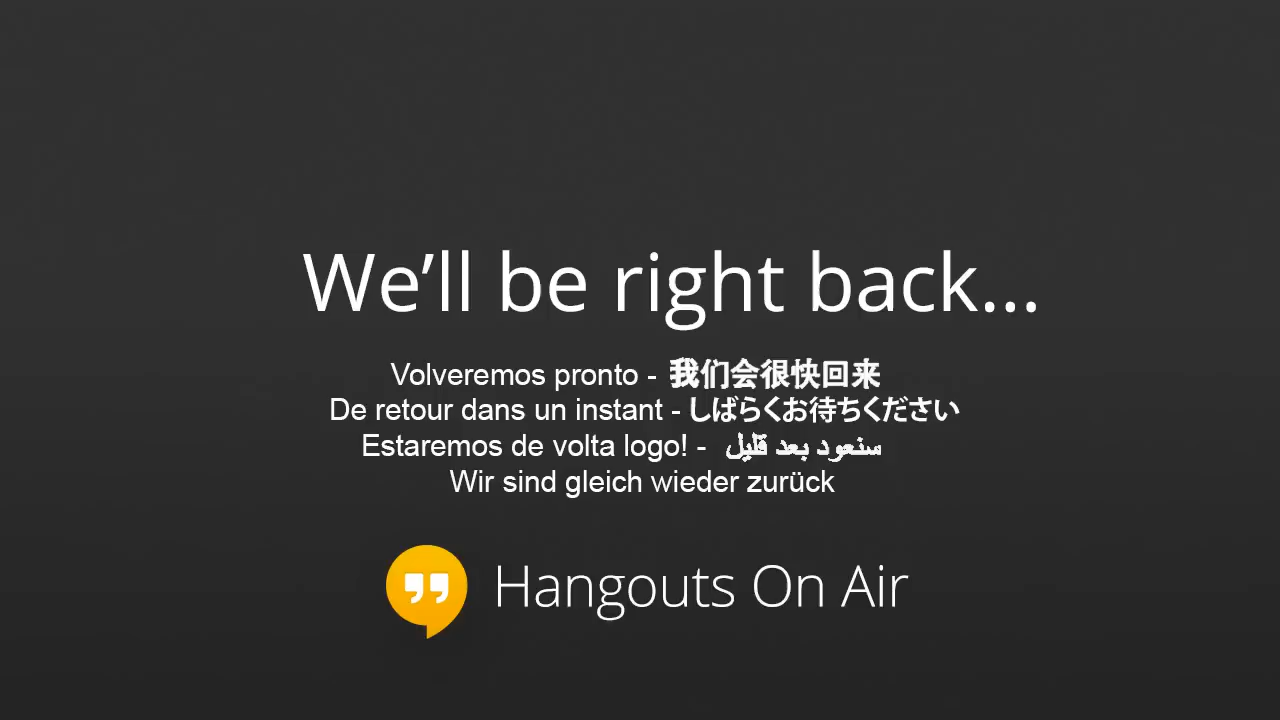 We’ll be right back...
Volveremos pronto - 我们会很快回来
De retour dans un instant - しばらくお待ちください
Estaremos de volta logo! - سنعود بعد قليل
Wir sind gleich wieder zurück
Hangouts On Air